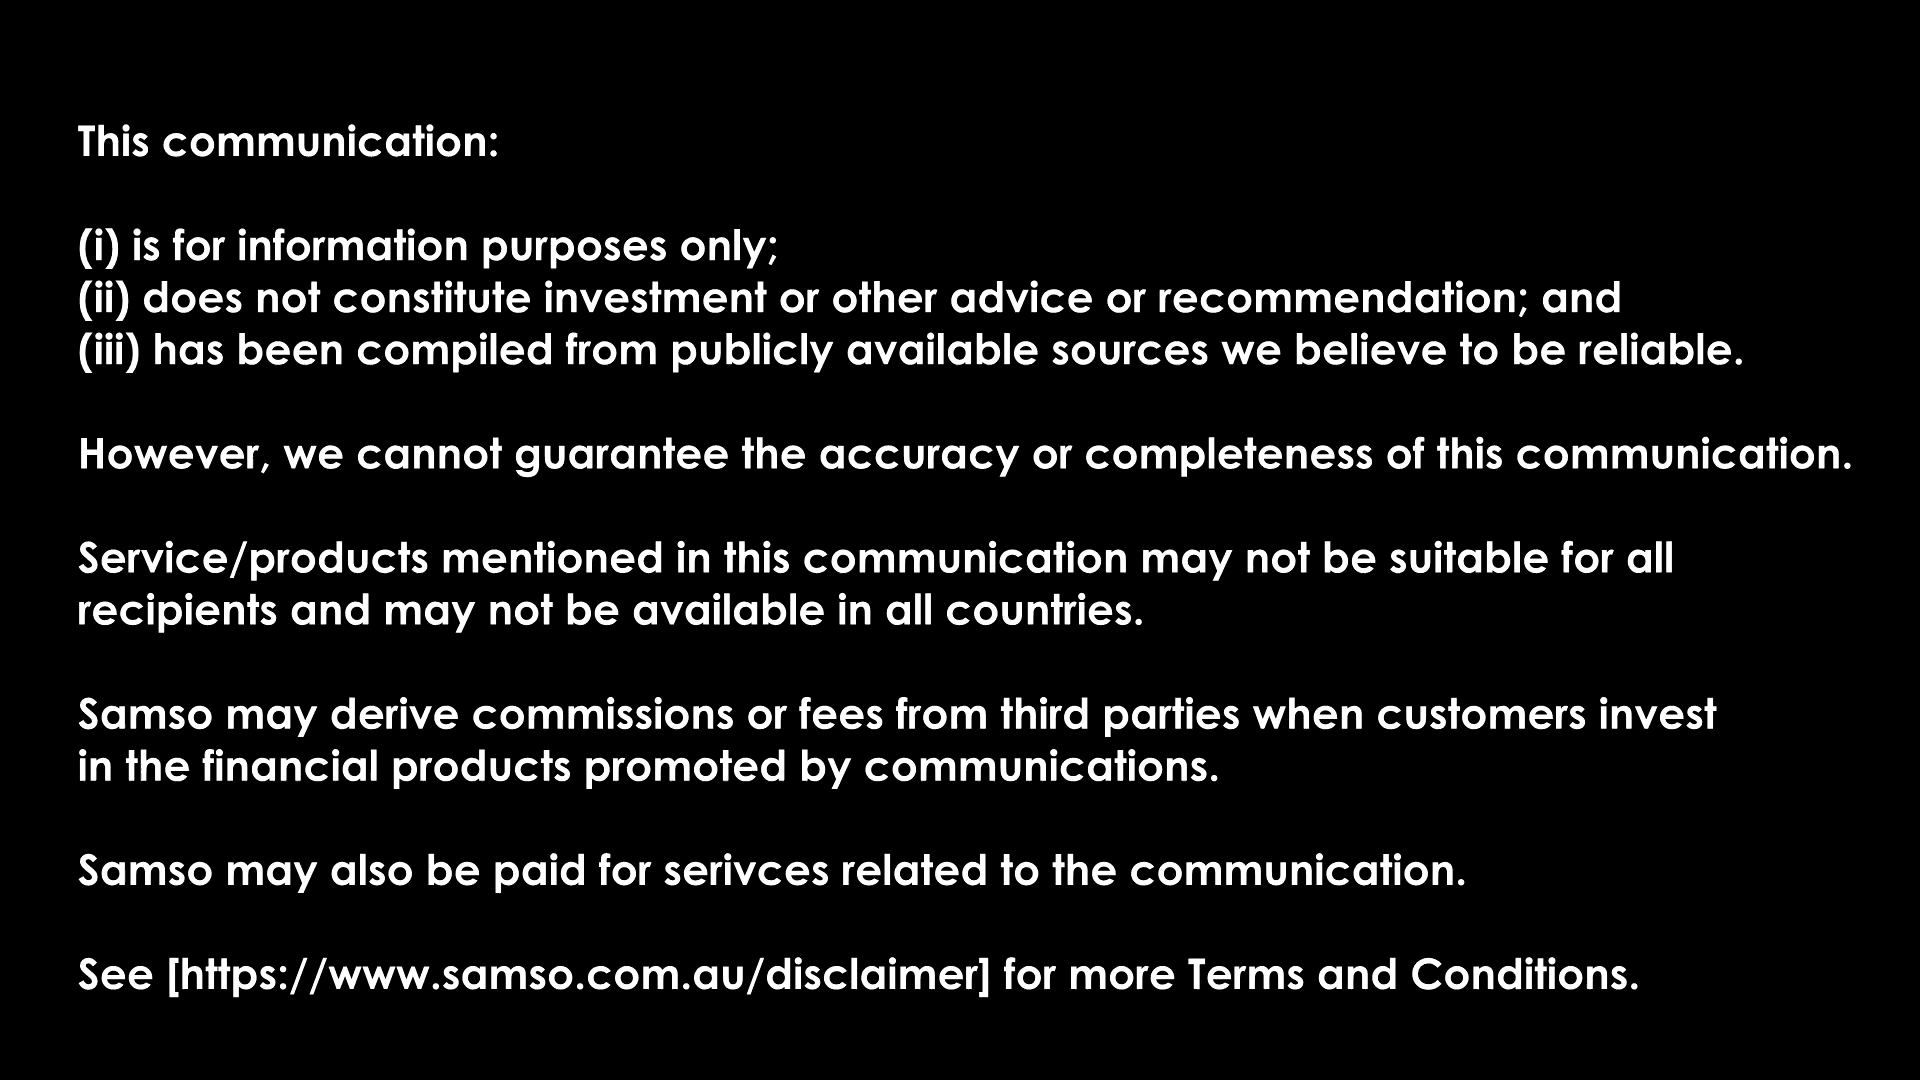 This communication:
(i) is for information purposes only;
(ii) does not constitute investment or other advice or recommendation; and
(iii) has been compiled from publicly available sources we believe to be reliable.
However, we cannot guarantee the accuracy or completeness of this communication.
Service/products mentioned in this communication may not be suitable for all
recipients and may not be available in all countries.
Samso may derive commissions or fees from third parties when customers invest
in the financial products promoted by communications.
Samso may also be paid for serivces related to the communication.
See [https://www.samso.com.au/disclaimer] for more Terms and Conditions.